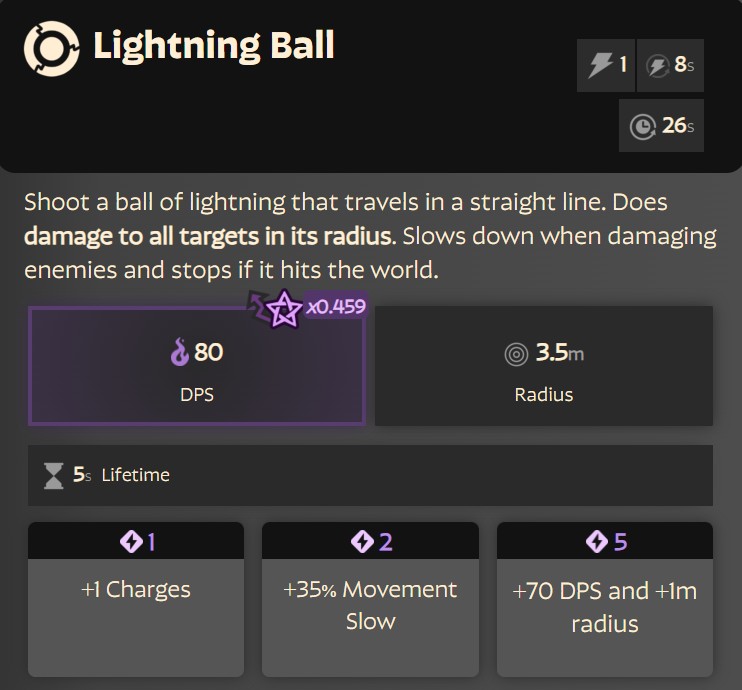 Lightning Ball
1
8s
26s
Shoot a ball of lightning that travels in a straight line. Does
damage to all targets in its radius. Slows down when damaging
enemies and stops if it hits the world.
x0.459
80
DPS
3.5m
Radius
5s Lifetime
1
+1 Charges
2
+35% Movement
Slow
5
+70 DPS and +1m
radius